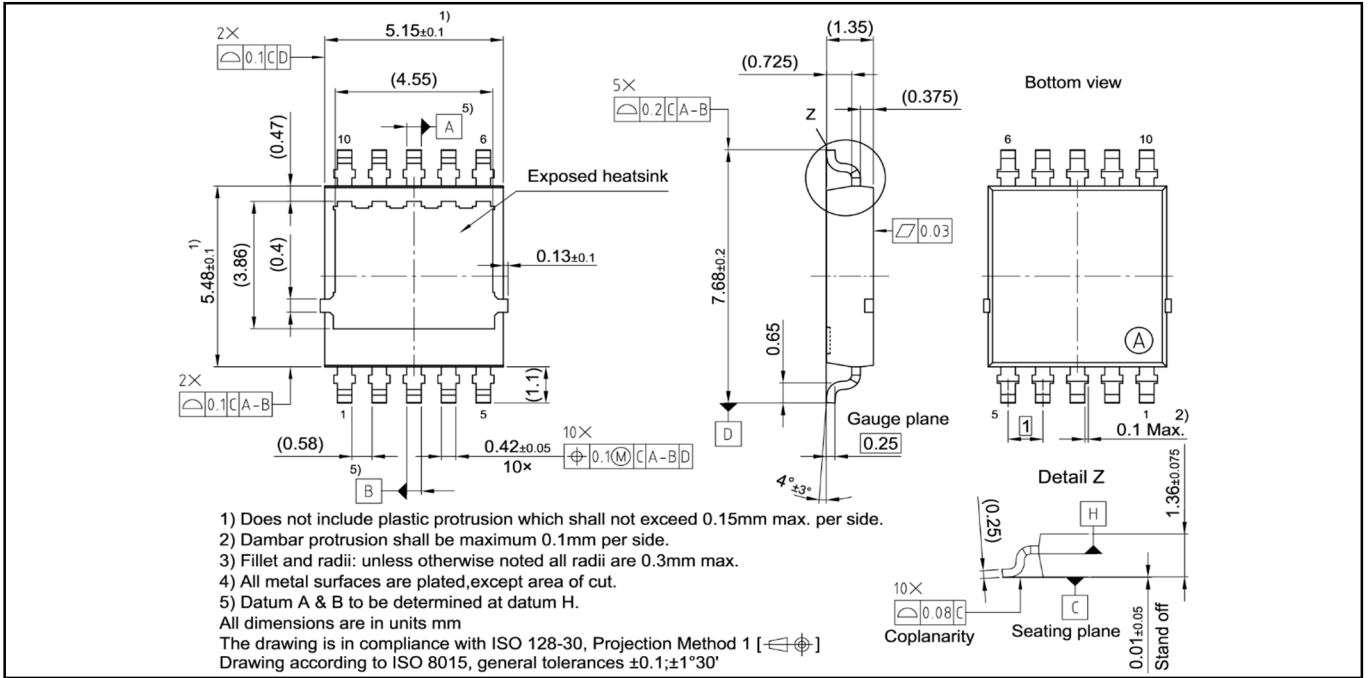 2×
⌓ 0.1 C D
5.15±0.1 1)
(4.55)
(0.47)
A 5)
10
6
Exposed heatsink
5.48±0.1 1)
(3.86)
(0.4)
0.13±0.1
2×
⌓ 0.1 C A-B
1
5
(1.1)
(0.58)
0.42±0.05
10×
10×
⌖ 0.1 Ⓜ C A-B D
5)
B
(1.35)
(0.725)
(0.375)
5×
⌓ 0.2 C A-B
Z
⏥ 0.03
7.68±0.2
0.65
D
Gauge plane
0.25
4°±3°
Bottom view
6
10
A
5
1
1
2)
0.1 Max.
Detail Z
(0.25)
H
1.36±0.075
10×
⌓ 0.08 C
Coplanarity
C
Seating plane
0.01±0.05
Stand off
1) Does not include plastic protrusion which shall not exceed 0.15mm max. per side.
2) Dambar protrusion shall be maximum 0.1mm per side.
3) Fillet and radii: unless otherwise noted all radii are 0.3mm max.
4) All metal surfaces are plated,except area of cut.
5) Datum A & B to be determined at datum H.
All dimensions are in units mm
The drawing is in compliance with ISO 128-30, Projection Method 1 [ ]
Drawing according to ISO 8015, general tolerances ±0.1;±1°30'